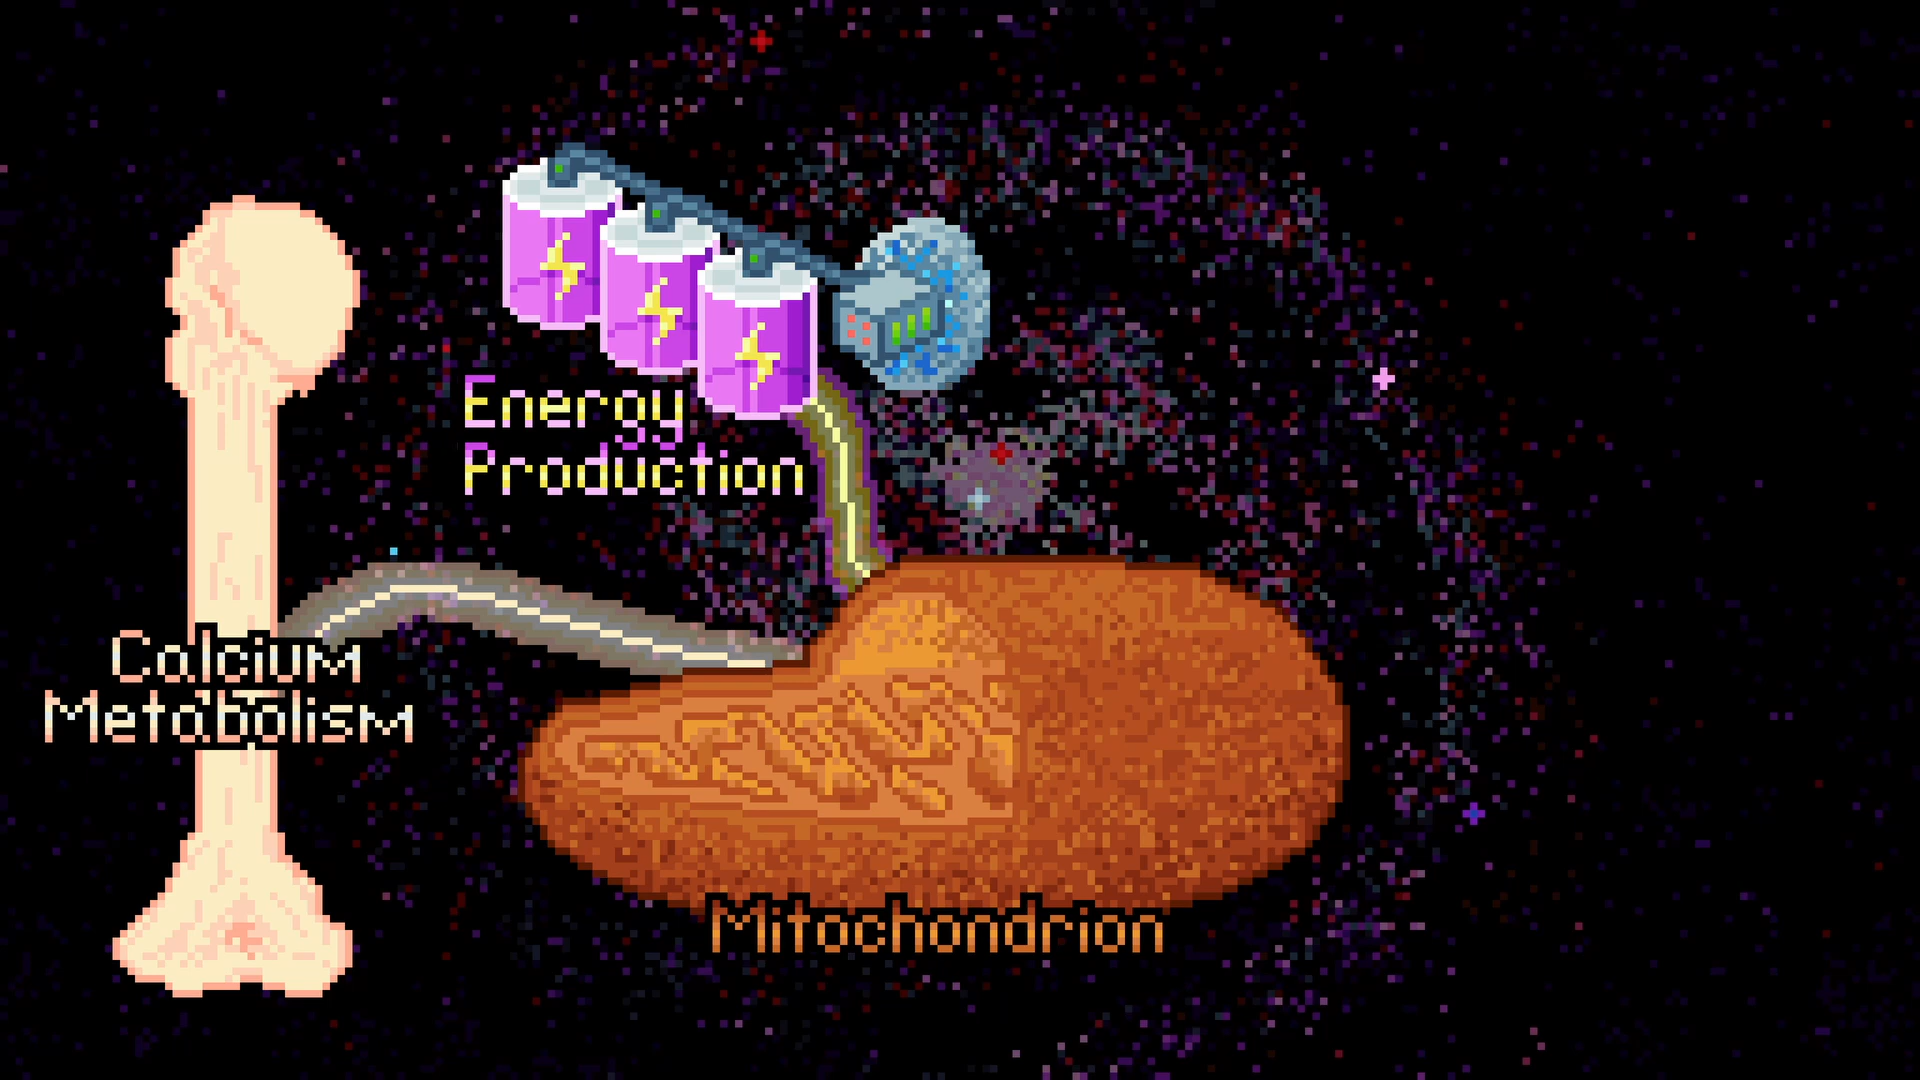 Energy
Production
Calcium
Metabolism
Mitochondrion